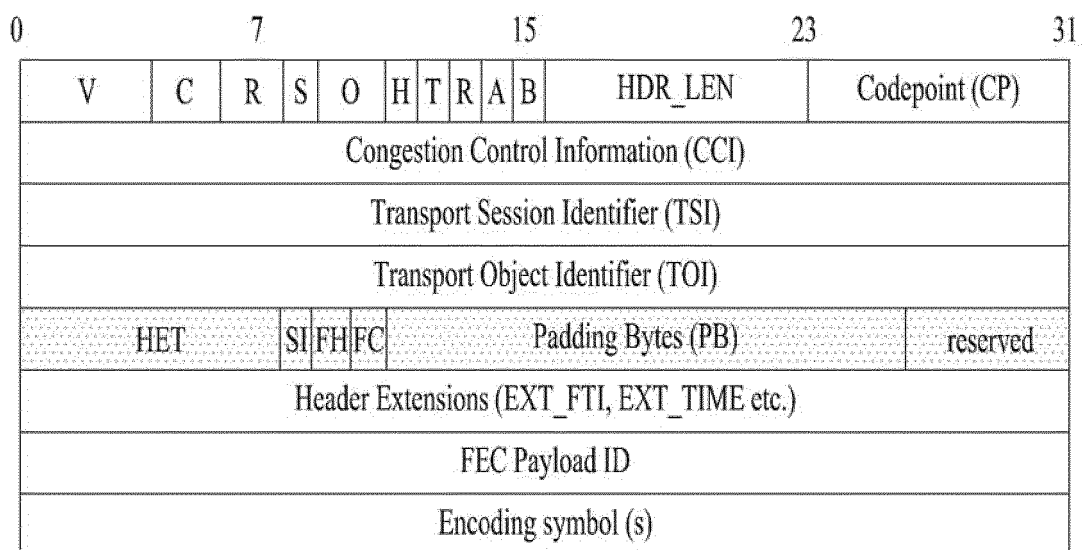 0 7 15 23 31
V C R S O H T R A B HDR_LEN Codepoint (CP)
Congestion Control Information (CCI)
Transport Session Identifier (TSI)
Transport Object Identifier (TOI)
HET SI FH FC Padding Bytes (PB) reserved
Header Extensions (EXT_FTI, EXT_TIME etc.)
FEC Payload ID
Encoding symbol (s)